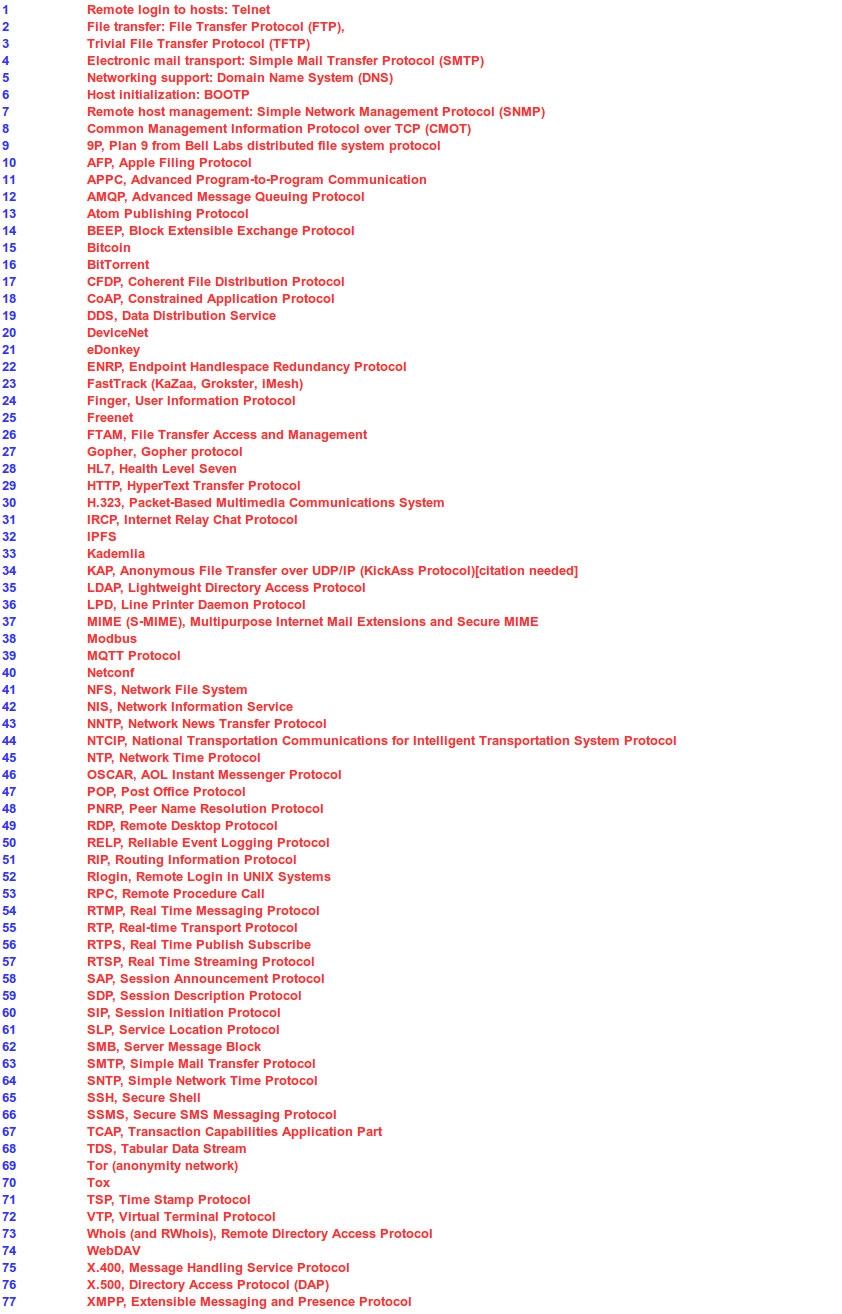 1 Remote login to hosts: Telnet
2 File transfer: File Transfer Protocol (FTP),
3 Trivial File Transfer Protocol (TFTP)
4 Electronic mail transport: Simple Mail Transfer Protocol (SMTP)
5 Networking support: Domain Name System (DNS)
6 Host initialization: BOOTP
7 Remote host management: Simple Network Management Protocol (SNMP)
8 Common Management Information Protocol over TCP (CMOT)
9 9P, Plan 9 from Bell Labs distributed file system protocol
10 AFP, Apple Filing Protocol
11 APPC, Advanced Program-to-Program Communication
12 AMQP, Advanced Message Queuing Protocol
13 Atom Publishing Protocol
14 BEEP, Block Extensible Exchange Protocol
15 Bitcoin
16 BitTorrent
17 CFDP, Coherent File Distribution Protocol
18 CoAP, Constrained Application Protocol
19 DDS, Data Distribution Service
20 DeviceNet
21 eDonkey
22 ENRP, Endpoint Handlespace Redundancy Protocol
23 FastTrack (KaZaa, Grokster, iMesh)
24 Finger, User Information Protocol
25 Freenet
26 FTAM, File Transfer Access and Management
27 Gopher, Gopher protocol
28 HL7, Health Level Seven
29 HTTP, HyperText Transfer Protocol
30 H.323, Packet-Based Multimedia Communications System
31 IRCP, Internet Relay Chat Protocol
32 IPFS
33 Kademlia
34 KAP, Anonymous File Transfer over UDP/IP (KickAss Protocol)[citation needed]
35 LDAP, Lightweight Directory Access Protocol
36 LPD, Line Printer Daemon Protocol
37 MIME (S-MIME), Multipurpose Internet Mail Extensions and Secure MIME
38 Modbus
39 MQTT Protocol
40 Netconf
41 NFS, Network File System
42 NIS, Network Information Service
43 NNTP, Network News Transfer Protocol
44 NTCIP, National Transportation Communications for Intelligent Transportation System Protocol
45 NTP, Network Time Protocol
46 OSCAR, AOL Instant Messenger Protocol
47 POP, Post Office Protocol
48 PNRP, Peer Name Resolution Protocol
49 RDP, Remote Desktop Protocol
50 RELP, Reliable Event Logging Protocol
51 RIP, Routing Information Protocol
52 Rlogin, Remote Login in UNIX Systems
53 RPC, Remote Procedure Call
54 RTMP, Real Time Messaging Protocol
55 RTP, Real-time Transport Protocol
56 RTPS, Real Time Publish Subscribe
57 RTSP, Real Time Streaming Protocol
58 SAP, Session Announcement Protocol
59 SDP, Session Description Protocol
60 SIP, Session Initiation Protocol
61 SLP, Service Location Protocol
62 SMB, Server Message Block
63 SMTP, Simple Mail Transfer Protocol
64 SNTP, Simple Network Time Protocol
65 SSH, Secure Shell
66 SSMS, Secure SMS Messaging Protocol
67 TCAP, Transaction Capabilities Application Part
68 TDS, Tabular Data Stream
69 Tor (anonymity network)
70 Tox
71 TSP, Time Stamp Protocol
72 VTP, Virtual Terminal Protocol
73 Whois (and RWhois), Remote Directory Access Protocol
74 WebDAV
75 X.400, Message Handling Service Protocol
76 X.500, Directory Access Protocol (DAP)
77 XMPP, Extensible Messaging and Presence Protocol